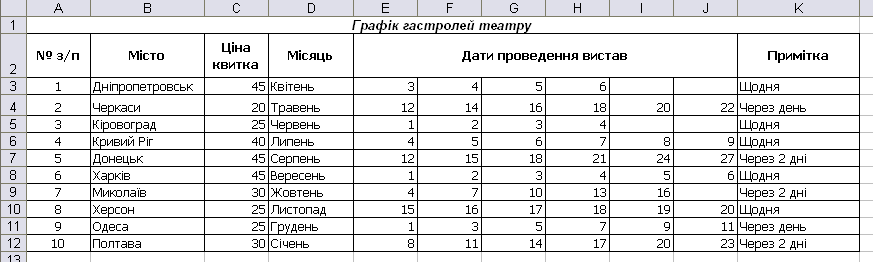 A B C D E F G H I J K
1 Графік гастролей театру
2 № з/п Місто Ціна квитка Місяць Дати проведення вистав Примітка
3 1 Дніпропетровськ 45 Квітень 3 4 5 6 Щодня
4 2 Черкаси 20 Травень 12 14 16 18 20 22 Через день
5 3 Кіровоград 25 Червень 1 2 3 4 Щодня
6 4 Кривий Ріг 40 Липень 4 5 6 7 8 9 Щодня
7 5 Донецьк 45 Серпень 12 15 18 21 24 27 Через 2 дні
8 6 Харків 45 Вересень 1 2 3 4 5 6 Щодня
9 7 Миколаїв 30 Жовтень 4 7 10 13 16 Через 2 дні
10 8 Херсон 25 Листопад 15 16 17 18 19 20 Щодня
11 9 Одеса 25 Грудень 1 3 5 7 9 11 Через день
12 10 Полтава 30 Січень 8 11 14 17 20 23 Через 2 дні
13